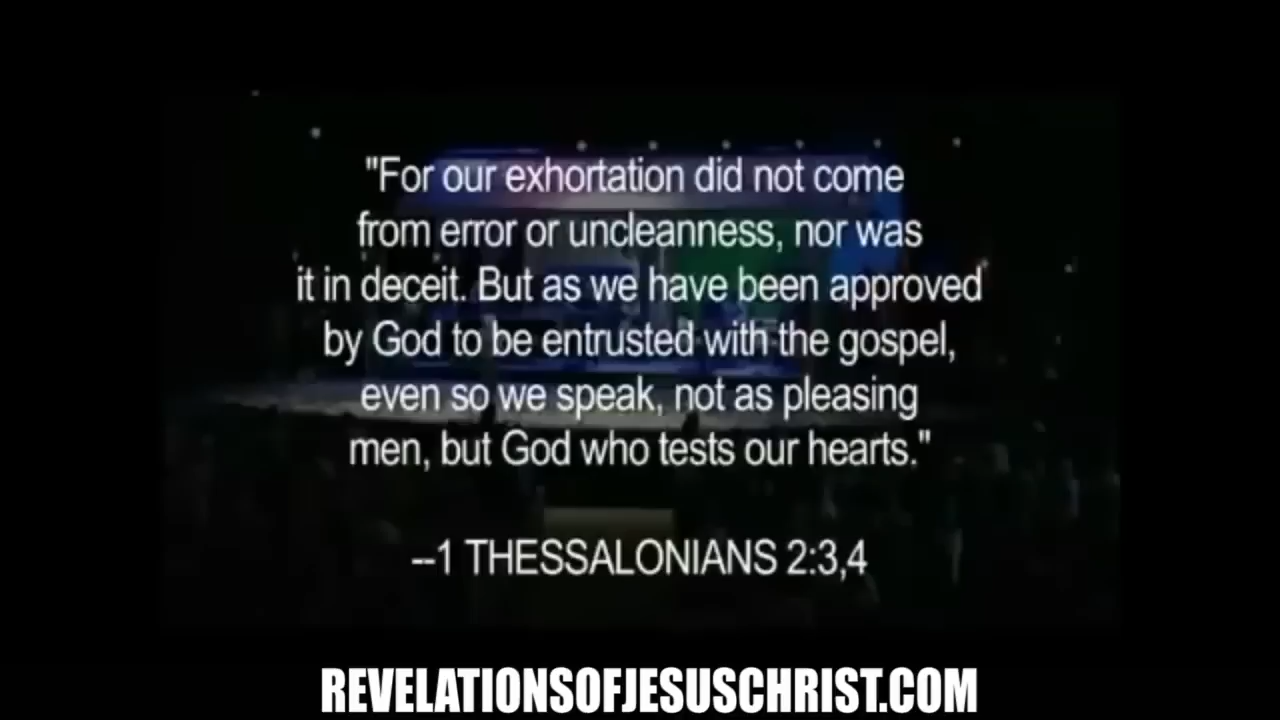 "For our exhortation did not come
from error or uncleanness, nor was
it in deceit. But as we have been approved
by God to be entrusted with the gospel,
even so we speak, not as pleasing
men, but God who tests our hearts."
--1 THESSALONIANS 2:3,4
REVELATIONSOFJESUSCHRIST.COM